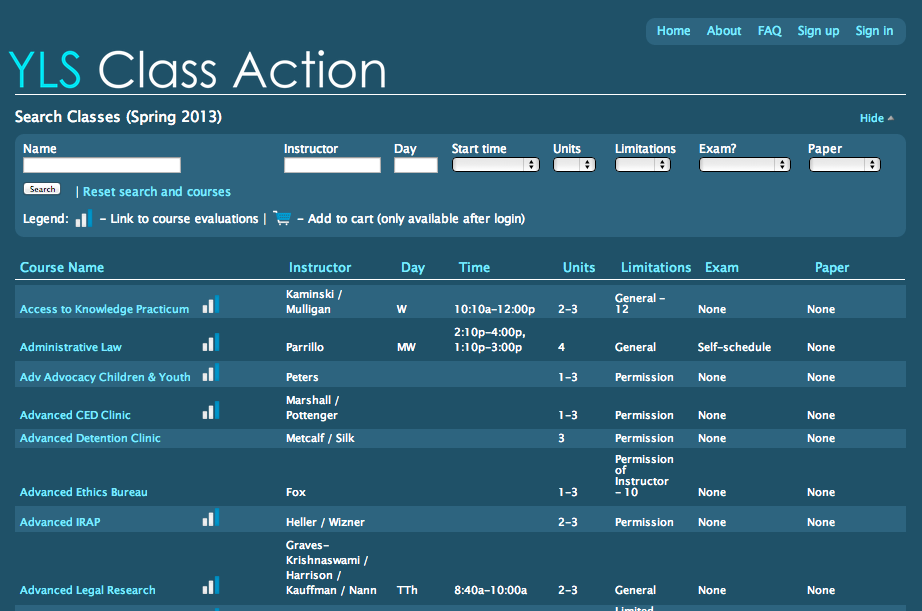 Home About FAQ Sign up Sign in
YLS Class Action
Search Classes (Spring 2013)
Hide
Name Instructor Day Start time Units Limitations Exam? Paper
Search | Reset search and courses
Legend: – Link to course evaluations | – Add to cart (only available after login)
Course Name Instructor Day Time Units Limitations Exam Paper
Kaminski / General –
Access to Knowledge Practicum Mulligan W 10:10a–12:00p 2–3 12 None None
2:10p–4:00p,
Administrative Law Parrillo MW 1:10p–3:00p 4 General Self–schedule None
Adv Advocacy Children & Youth Peters 1–3 Permission None None
Marshall /
Advanced CED Clinic Pottenger 1–3 Permission None None
Advanced Detention Clinic Metcalf / Silk 3 Permission None None
Permission
of
Instructor
Advanced Ethics Bureau Fox 1–3 – 10 None None
Advanced IRAP Heller / Wizner 2–3 Permission None None
Graves–
Krishnaswami /
Harrison /
Advanced Legal Research Kauffman / Nann TTh 8:40a–10:00a 2–3 General None None
Limited